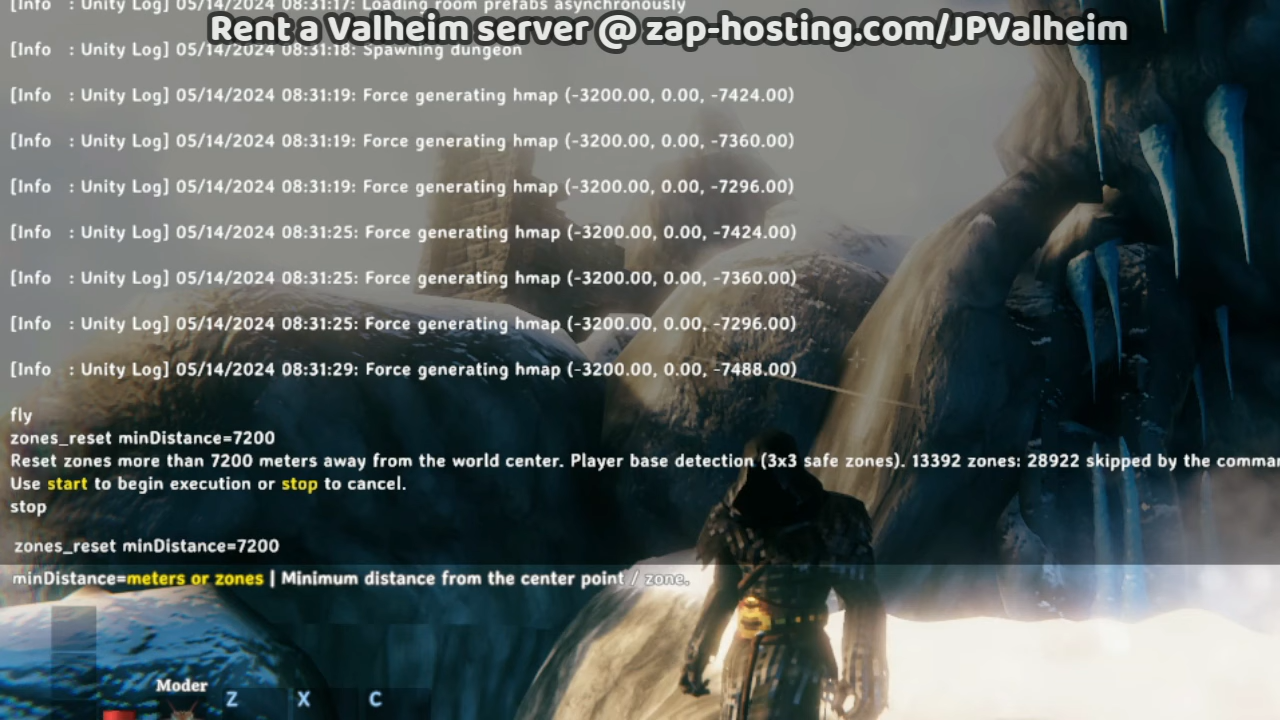 [Info : Unity Log] 05/14/2024 08:31:17: Loading room prefabs asynchronously
Rent a Valheim server @ zap-hosting.com/JPValheim
[Info : Unity Log] 05/14/2024 08:31:18: Spawning dungeon
[Info : Unity Log] 05/14/2024 08:31:19: Force generating hmap (-3200.00, 0.00, -7424.00)
[Info : Unity Log] 05/14/2024 08:31:19: Force generating hmap (-3200.00, 0.00, -7360.00)
[Info : Unity Log] 05/14/2024 08:31:19: Force generating hmap (-3200.00, 0.00, -7296.00)
[Info : Unity Log] 05/14/2024 08:31:25: Force generating hmap (-3200.00, 0.00, -7424.00)
[Info : Unity Log] 05/14/2024 08:31:25: Force generating hmap (-3200.00, 0.00, -7360.00)
[Info : Unity Log] 05/14/2024 08:31:25: Force generating hmap (-3200.00, 0.00, -7296.00)
[Info : Unity Log] 05/14/2024 08:31:29: Force generating hmap (-3200.00, 0.00, -7488.00)
fly
zones_reset minDistance=7200
Reset zones more than 7200 meters away from the world center. Player base detection (3x3 safe zones). 13392 zones: 28922 skipped by the comma
Use start to begin execution or stop to cancel.
stop
zones_reset minDistance=7200
minDistance=meters or zones | Minimum distance from the center point / zone.
Moder
Z X C